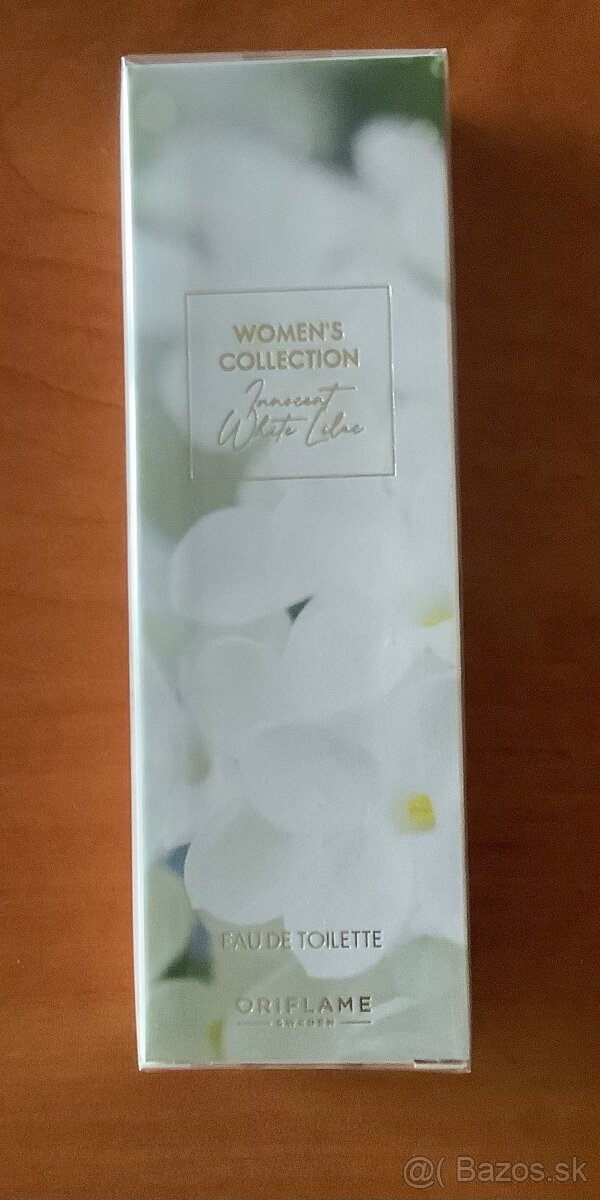 WOMEN'S
COLLECTION
Innocent
White Lilac
EAU DE TOILETTE
ORIFLAME
SWEDEN
@( Bazos.sk